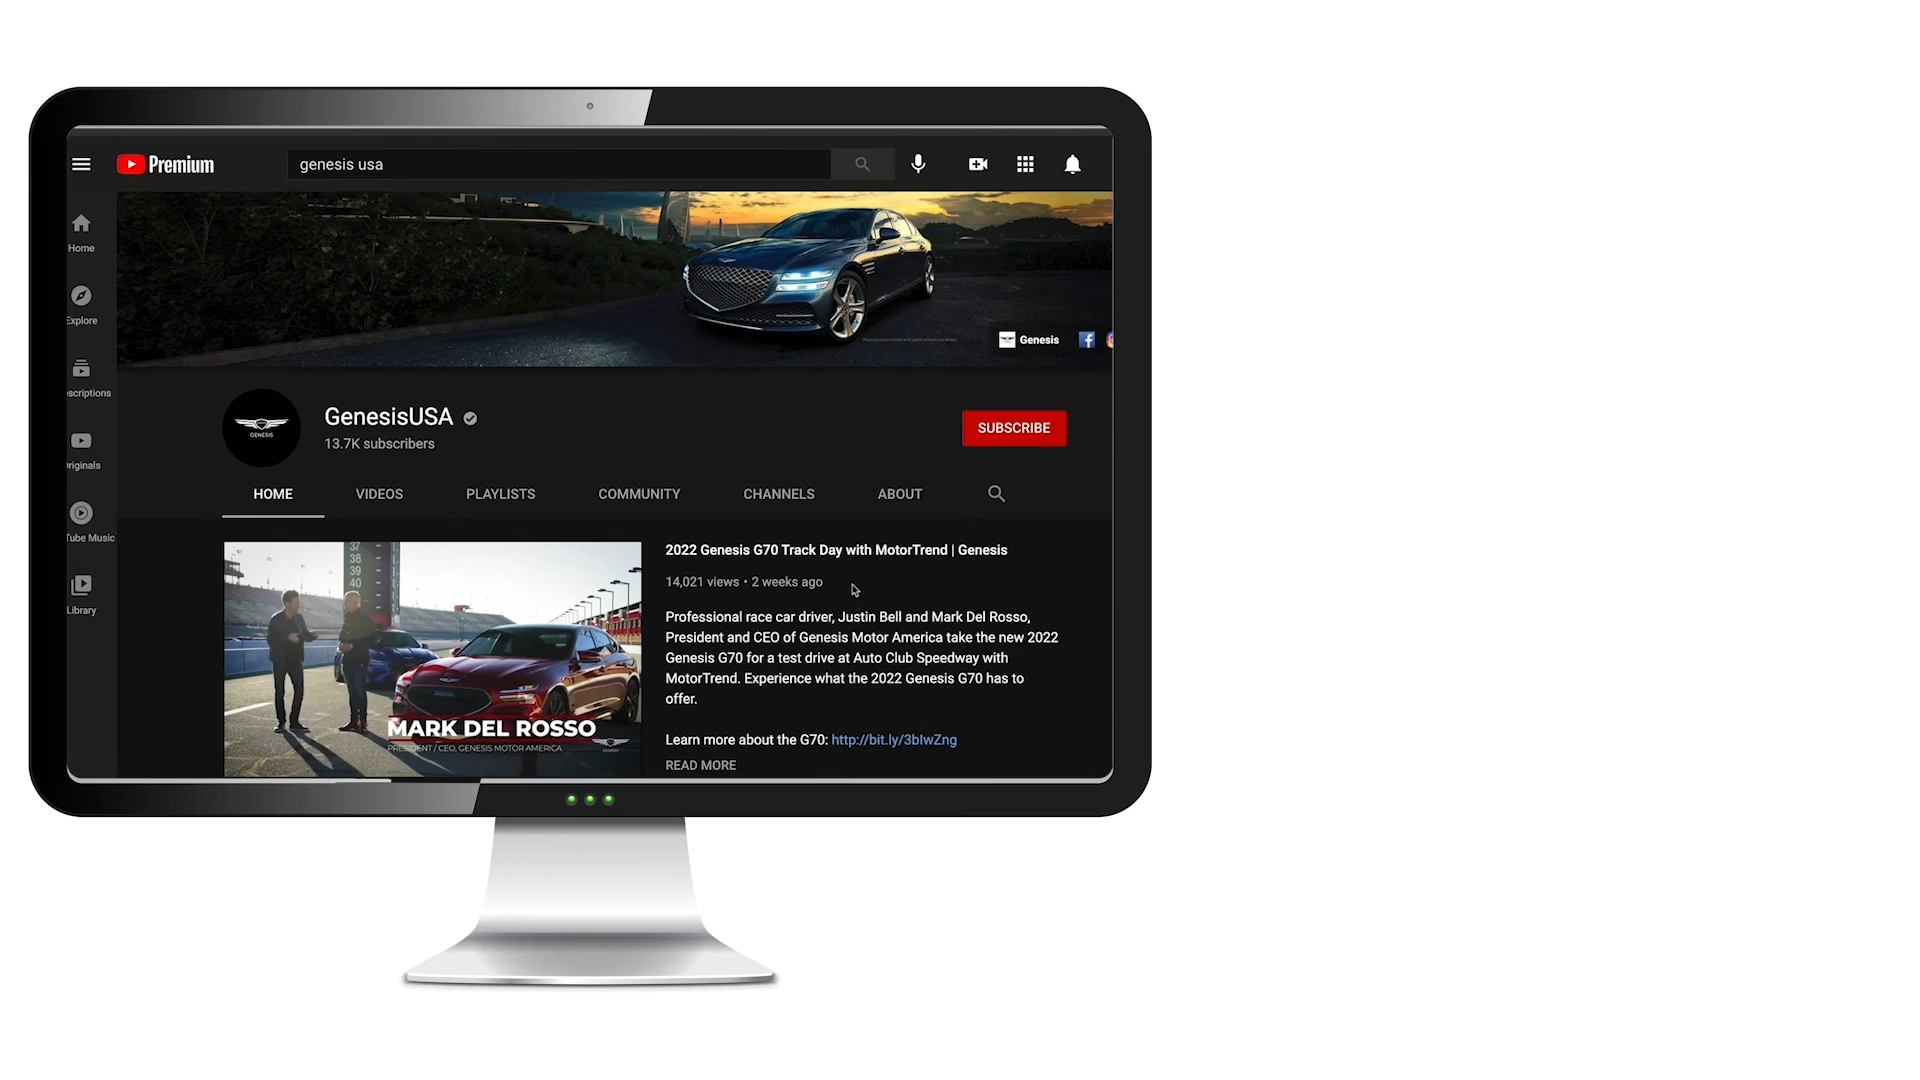 Premium
genesis usa
Home
Explore
scriptions
riginals
Tube Music
Library
Genesis
GENESIS
GenesisUSA
13.7K subscribers
SUBSCRIBE
HOME
VIDEOS
PLAYLISTS
COMMUNITY
CHANNELS
ABOUT
37
38
39
40
MARK DEL ROSSO
PRESIDENT / CEO, GENESIS MOTOR AMERICA
GENESIS
2022 Genesis G70 Track Day with MotorTrend | Genesis
14,021 views • 2 weeks ago
Professional race car driver, Justin Bell and Mark Del Rosso,
President and CEO of Genesis Motor America take the new 2022
Genesis G70 for a test drive at Auto Club Speedway with
MotorTrend. Experience what the 2022 Genesis G70 has to
offer.
Learn more about the G70: http://bit.ly/3blwZng
READ MORE